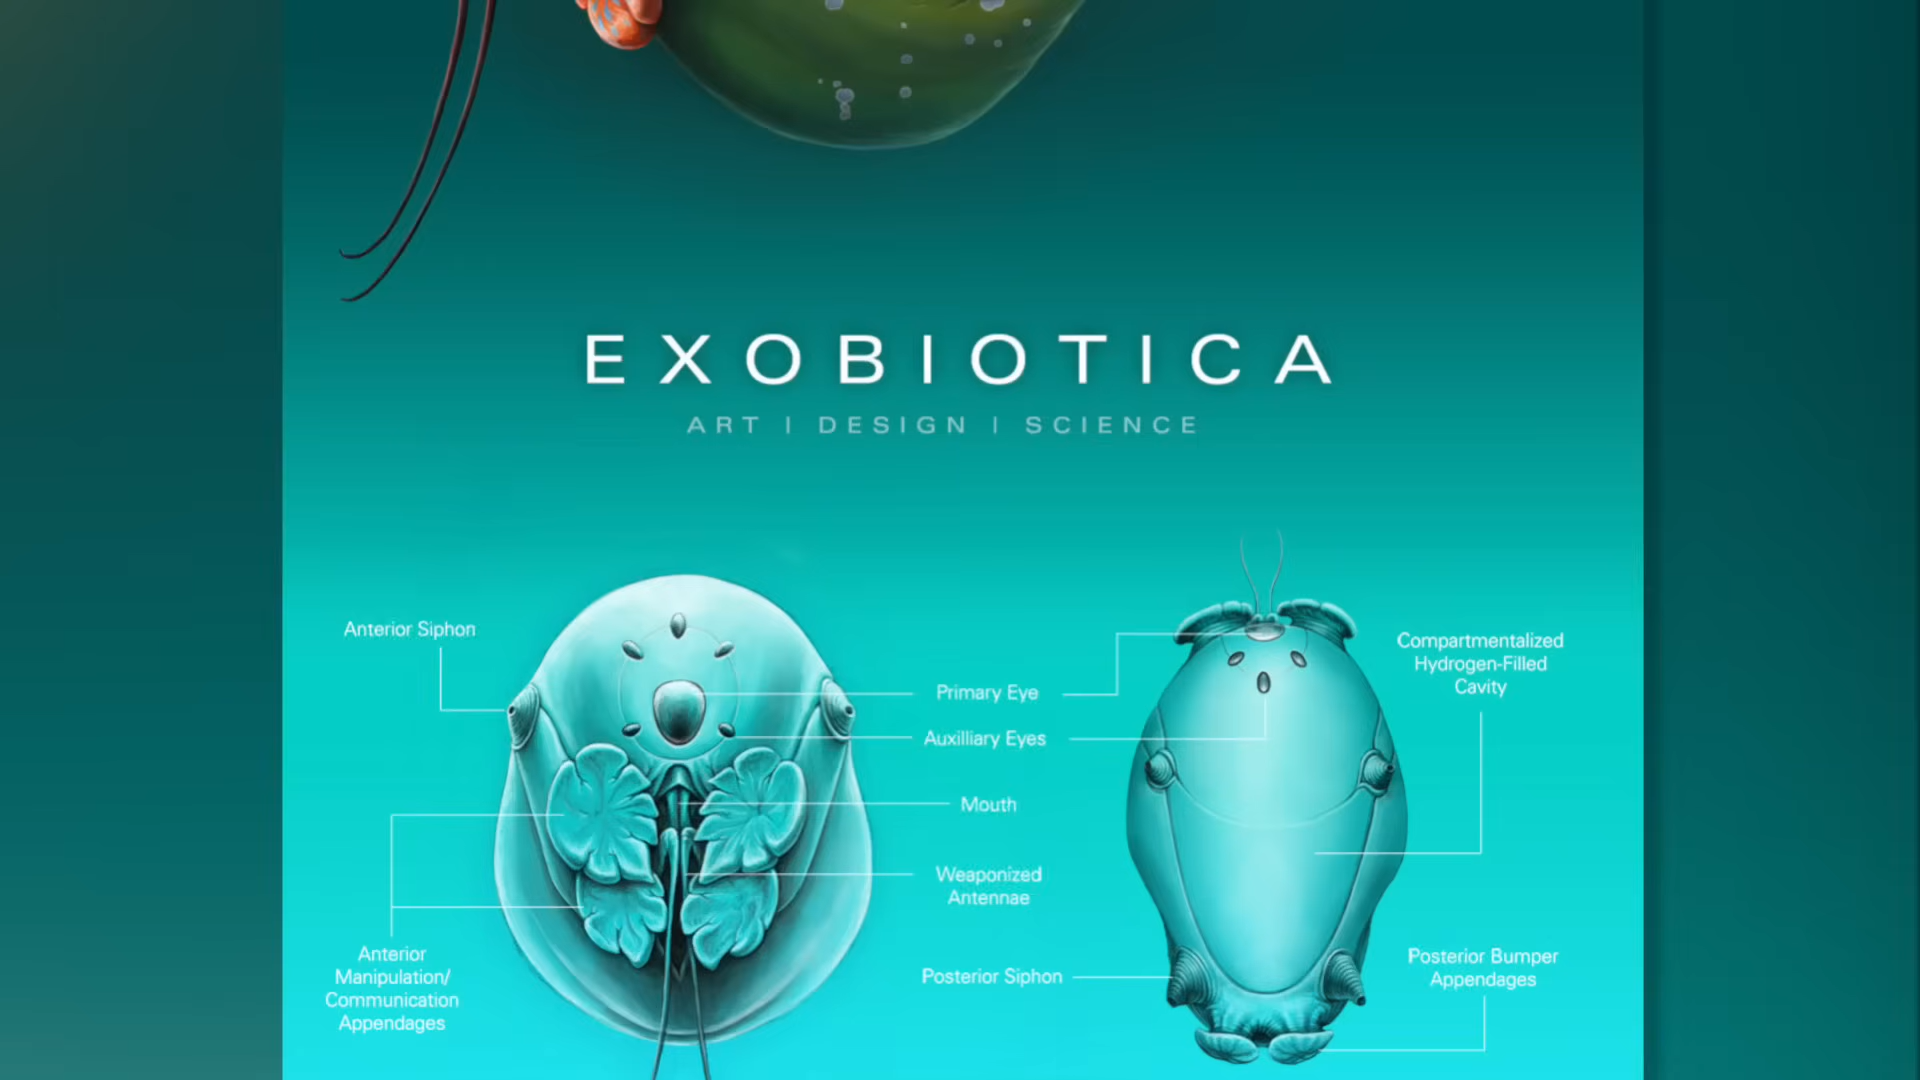 EXOBIOTICA
ART | DESIGN | SCIENCE
Anterior Siphon
Primary Eye
Auxilliary Eyes
Mouth
Weaponized
Antennae
Anterior
Manipulation/
Communication
Appendages
Posterior Siphon
Compartmentalized
Hydrogen-Filled
Cavity
Posterior Bumper
Appendages